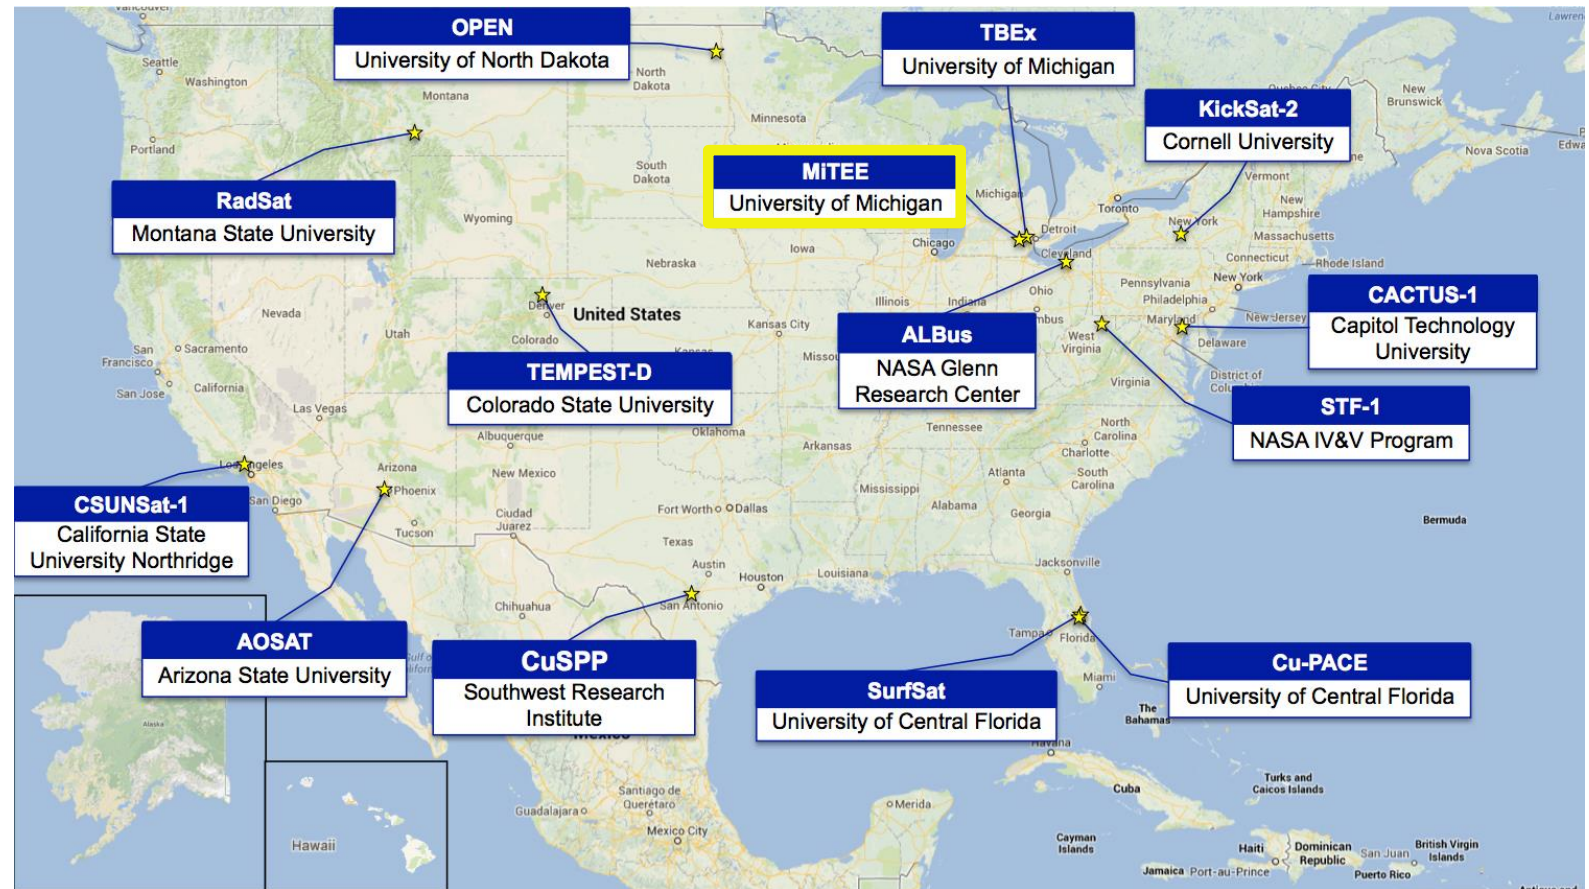 OPEN
University of North Dakota
TBEx
University of Michigan
KickSat-2
Cornell University
MiTEE
University of Michigan
RadSat
Montana State University
CACTUS-1
Capitol Technology
University
ALBus
NASA Glenn
Research Center
TEMPEST-D
Colorado State University
STF-1
NASA IV&V Program
CSUNSat-1
California State
University Northridge
AOSAT
Arizona State University
CuSPP
Southwest Research
Institute
SurfSat
University of Central Florida
Cu-PACE
University of Central Florida
Seattle
Washington
Portland
Montana
North
Dakota
Minnesota
South
Dakota
Wyoming
Michigan
Toronto
Vermont
New
Hampshire
New
Brunswick
Nova Scotia
New York
Massachusetts
Detroit
Chicago
Cleveland
Connecticut
Rhode Island
Iowa
Nebraska
Pennsylvania
New York
Philadelphia
Illinois
Indiana
Ohio
Maryland
New Jersey
Delaware
Nevada
Utah
Denver
Colorado
United States
Kansas City
West
Virginia
Virginia
District of
San
Francisco
Sacramento
San Jose
California
Las Vegas
Los Angeles
San Diego
Arizona
Phoenix
Tucson
Albuquerque
New Mexico
Oklahoma
Arkansas
Tennessee
North
Carolina
Charlotte
South
Carolina
Atlanta
Mississippi
Alabama
Georgia
Ciudad
Juarez
Fort Worth
Dallas
Texas
Austin
Houston
San Antonio
Louisiana
Jacksonville
Bermuda
Chihuahua
Tampa
Florida
Miami
The
Bahamas
Mexico
Havana
Cuba
Turks and
Caicos Islands
Alaska
Hawaii
Guadalajara
Santiago de
Querétaro
Mexico City
Merida
Cayman
Islands
Jamaica
Port-au-Prince
Haiti
Dominican
Republic
San Juan
Puerto Rico
British Virgin
Islands